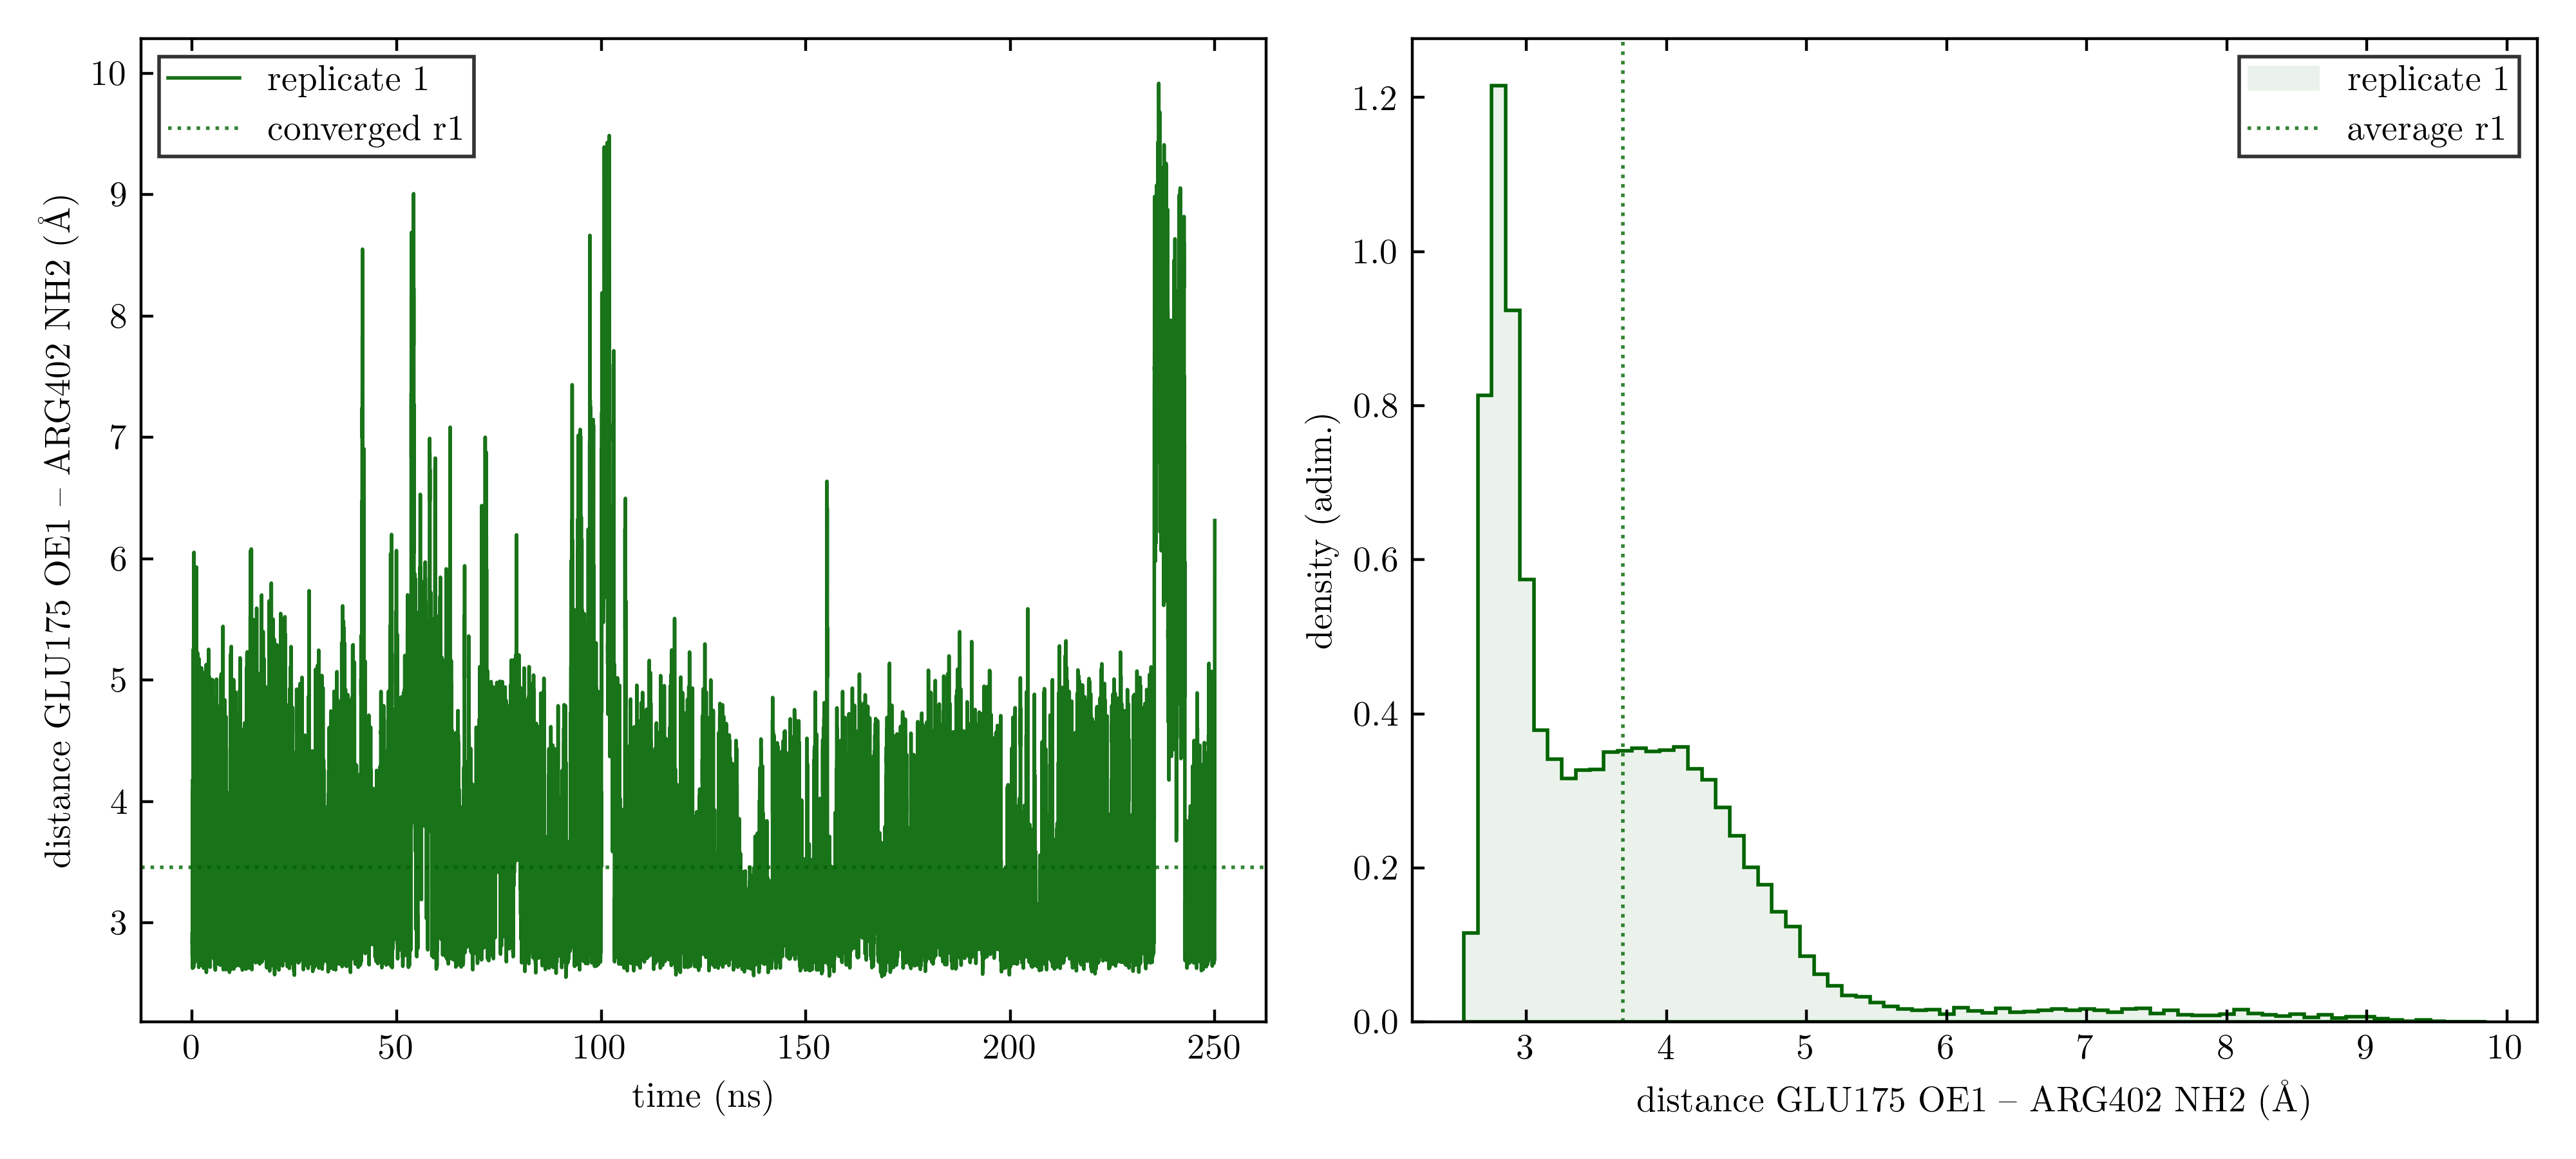 replicate 1
converged r1
10
9
8
7
6
5
4
3
distance GLU175 OE1 – ARG402 NH2 (Å)
0 50 100 150 200 250
time (ns)
replicate 1
average r1
1.2
1.0
0.8
0.6
0.4
0.2
0.0
density (adim.)
3 4 5 6 7 8 9 10
distance GLU175 OE1 – ARG402 NH2 (Å)